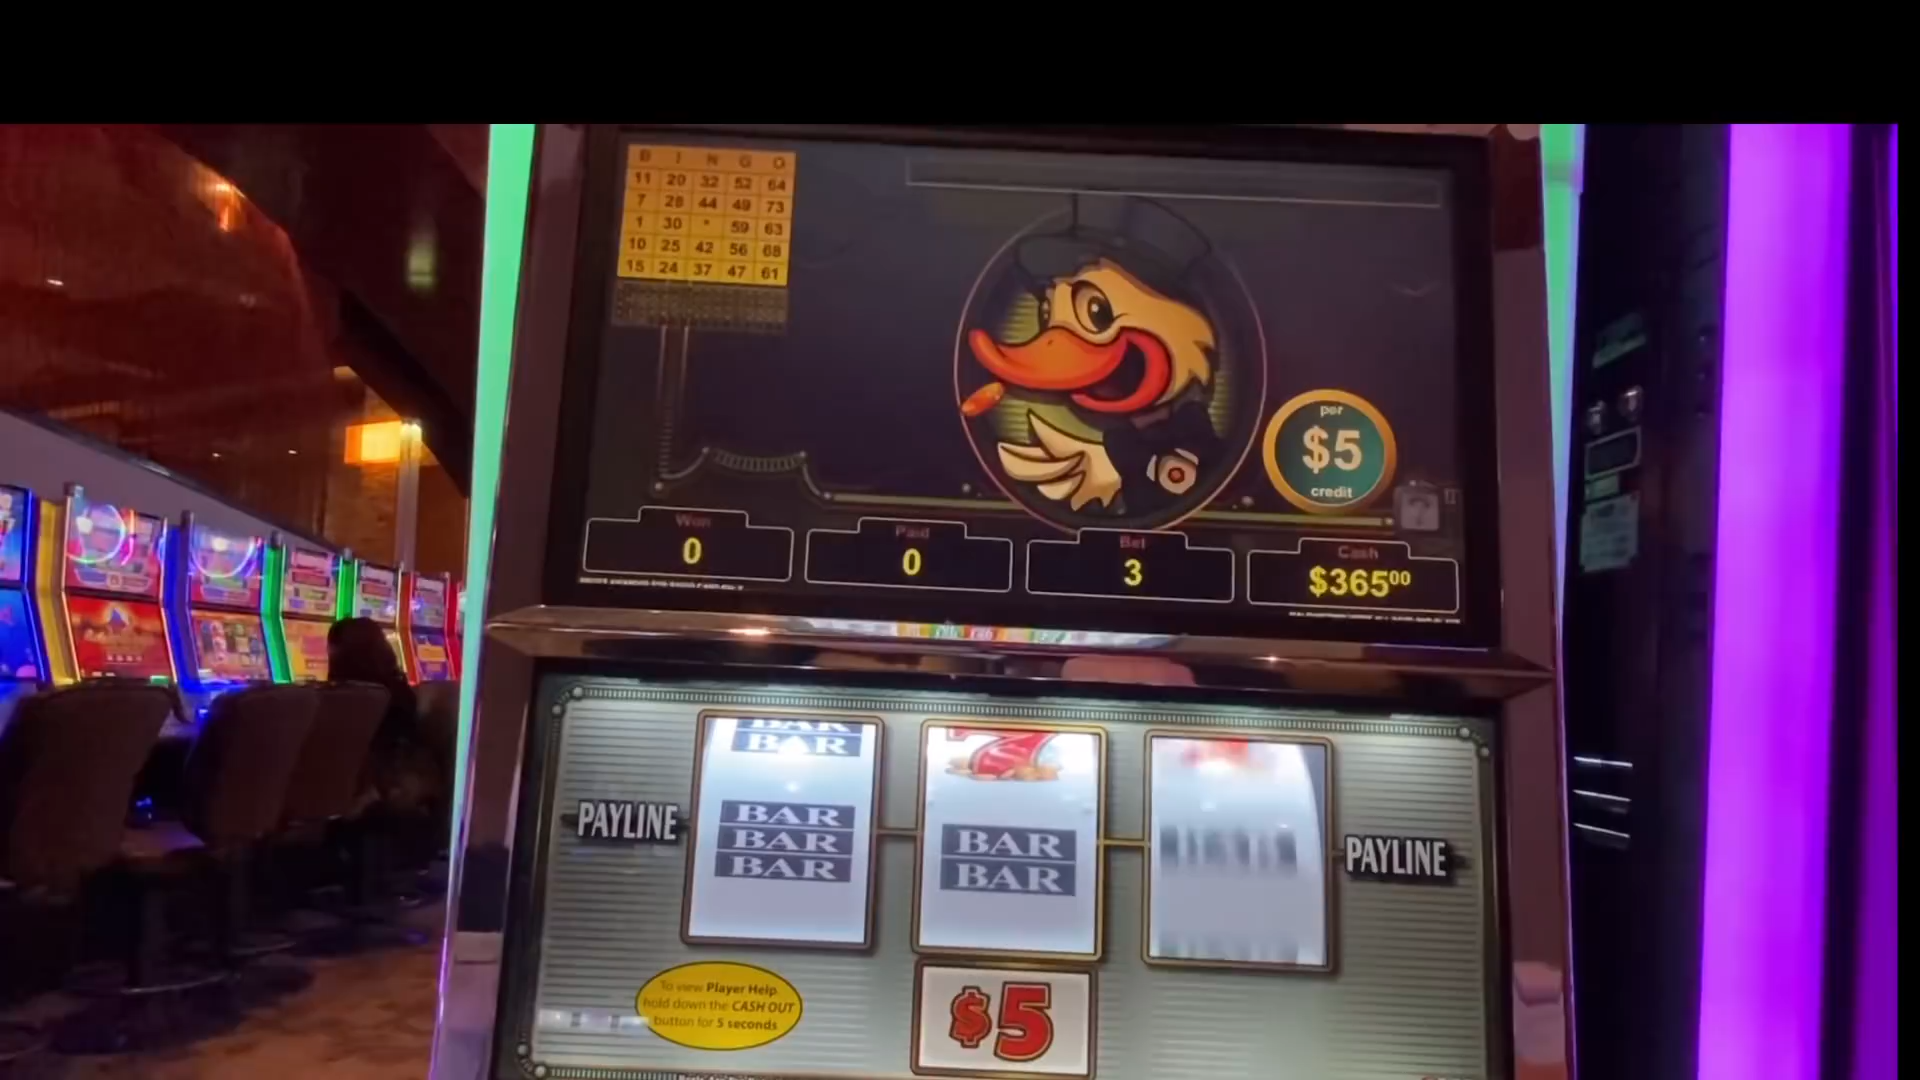 B I N G O
11 20 32 52 64
7 28 44 49 73
1 30 * 59 63
10 25 42 56 68
15 24 37 47 61
per
$5
credit
?
Won
0
Paid
0
Bet
3
Cash
$36500
BAR
BAR
7
BAR
BAR
BAR
BAR
BAR
PAYLINE
PAYLINE
To view Player Help,
hold down the CASH OUT
button for 5 seconds
$5